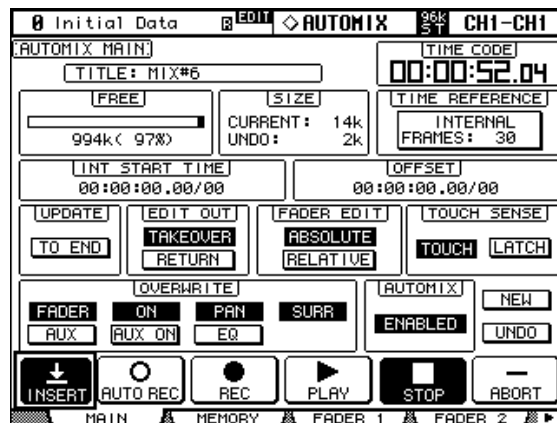 0 Initial Data EDIT AUTOMIX 96K ST CH1-CH1
AUTOMIX MAIN
TITLE: MIX#6
TIME CODE
00:00:52.04
FREE
994k( 97%)
SIZE
CURRENT: 14k
UNDO: 2k
TIME REFERENCE
INTERNAL
FRAMES: 30
INT START TIME
00:00:00.00/00
OFFSET
00:00:00.00/00
UPDATE
TO END
EDIT OUT
TAKEOVER
RETURN
FADER EDIT
ABSOLUTE
RELATIVE
TOUCH SENSE
TOUCH LATCH
OVERWRITE
FADER ON PAN SURR
AUX AUX ON EQ
AUTOMIX
ENABLED
NEW
UNDO
INSERT AUTO REC REC PLAY STOP ABORT
MAIN MEMORY FADER 1 FADER 2